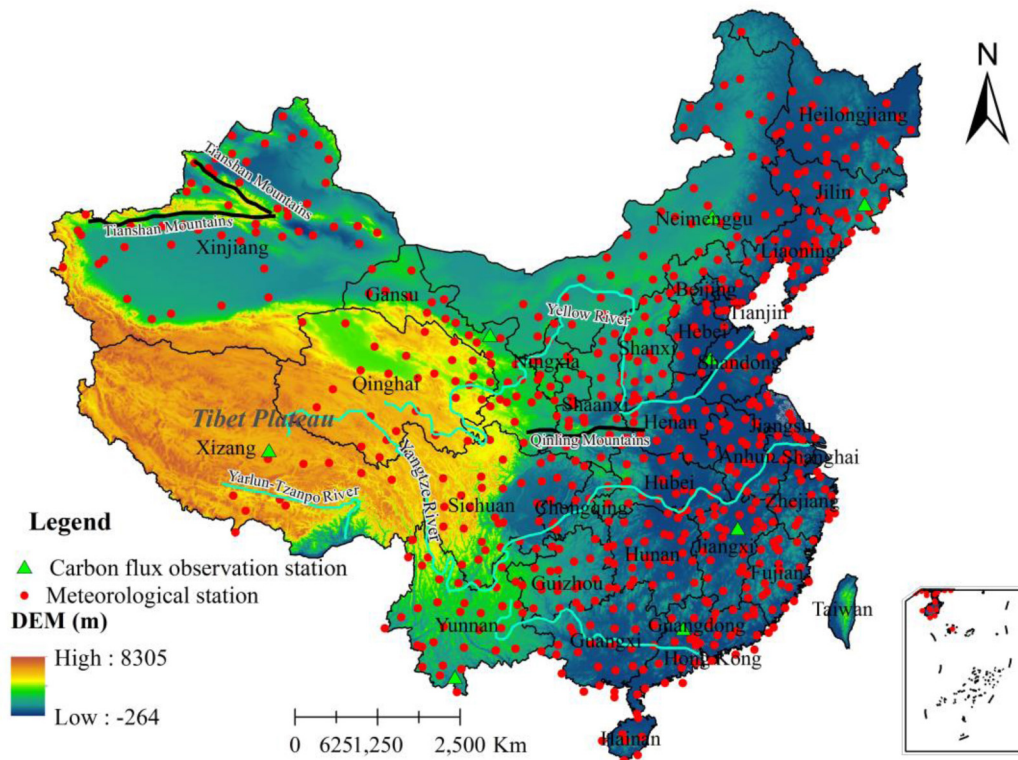 N
Heilongjiang
Jilin
Tianshan Mountains
Tianshan Mountains
Xinjiang
Neimenggu
Liaoning
Beijing
Gansu
Yellow River
Tianjin
Hebei
Shanxi
Ningxia
Shandong
Qinghai
Shaanxi
Tibet Plateau
Henan
Jiangsu
Qinling Mountains
Xizang
Yangtze River
Anhui
Shanghai
Yarlun-Tzanpo River
Hubei
Sichuan
Chongqing
Zhejiang
Legend
Hunan
Jiangxi
Carbon flux observation station
Guizhou
Fujian
Meteorological station
Taiwan
DEM (m)
Yunnan
Guangdong
Guangxi
High : 8305
Hong Kong
Low : -264
Hainan
0 6251,250 2,500 Km